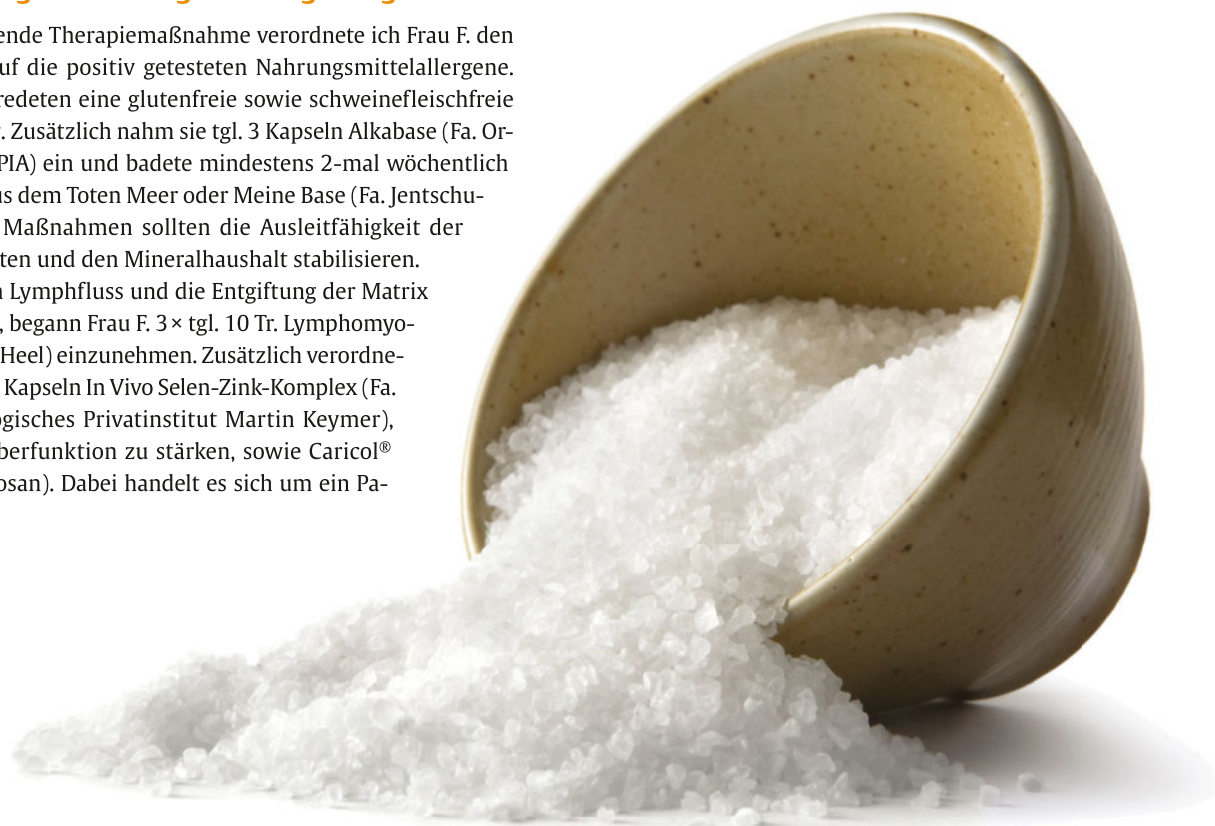 ende Therapiemaßnahme verordnete ich Frau F. den
uf die positiv getesteten Nahrungsmittelallergene.
redeten eine glutenfreie sowie schweinefleischfreie
. Zusätzlich nahm sie tgl. 3 Kapseln Alkabase (Fa. Or-
PIA) ein und badete mindestens 2-mal wöchentlich
us dem Toten Meer oder Meine Base (Fa. Jentschu-
Maßnahmen sollten die Ausleitfähigkeit der
ten und den Mineralhaushalt stabilisieren.
n Lymphfluss und die Entgiftung der Matrix
, begann Frau F. 3× tgl. 10 Tr. Lymphomyo-
Heel) einzunehmen. Zusätzlich verordne-
Kapseln In Vivo Selen-Zink-Komplex (Fa.
ogisches Privatinstitut Martin Keymer),
berfunktion zu stärken, sowie Caricol®
osan). Dabei handelt es sich um ein Pa-